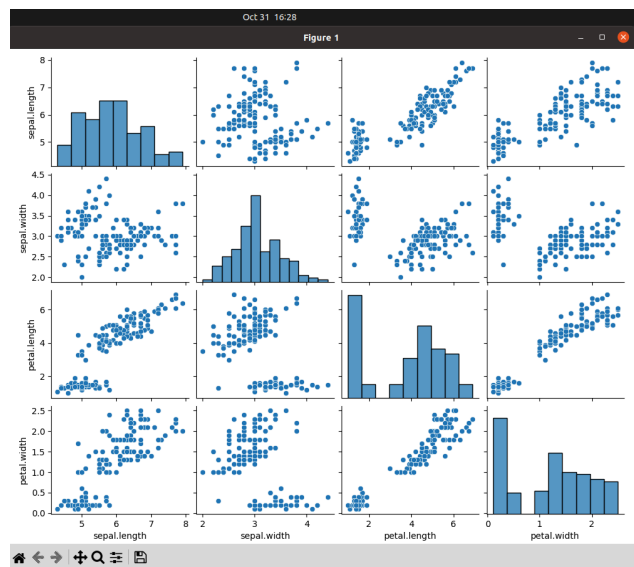 Oct 31 16:28
Figure 1
8
7
6
5
sepal.length
4.5
4.0
3.5
3.0
2.5
2.0
sepal.width
6
4
2
petal.length
2.5
2.0
1.5
1.0
0.5
0.0
petal.width
5 6 7 8
2 3 4
2 4 6
0 1 2
sepal.length sepal.width petal.length petal.width